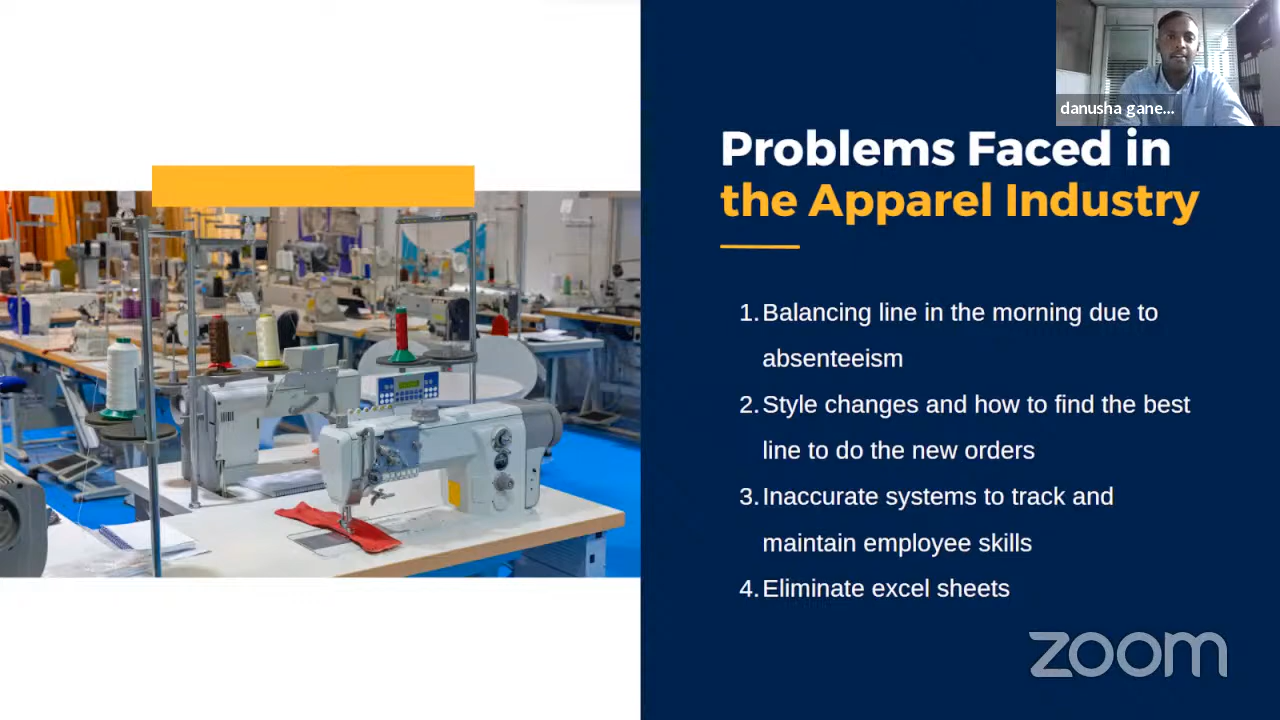 danusha gane...
Problems Faced in
the Apparel Industry
1. Balancing line in the morning due to
absenteeism
2. Style changes and how to find the best
line to do the new orders
3. Inaccurate systems to track and
maintain employee skills
4. Eliminate excel sheets
zoom